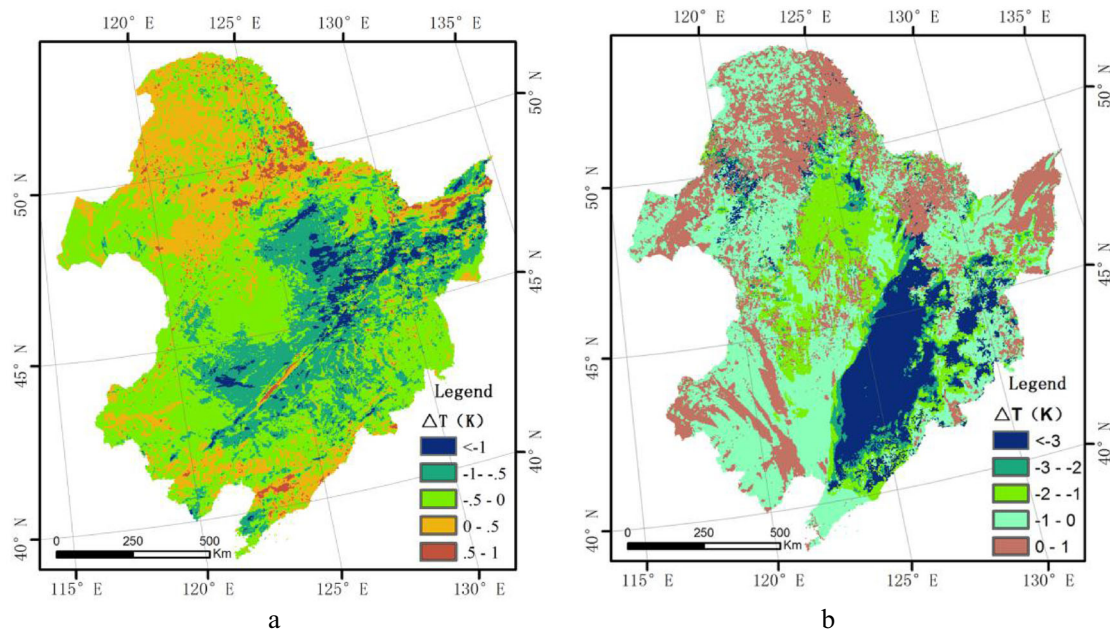 120° E 125° E 130° E 135° E
50° N
50° N
45° N
45° N
40° N
40° N
Legend
△T (K)
<-1
-1--.5
-.5 - 0
0 - .5
.5 - 1
0 250 500
Km
115° E 120° E 125° E 130° E
a
120° E 125° E 130° E 135° E
50° N
50° N
45° N
45° N
40° N
40° N
Legend
△T (K)
<-3
-3 - -2
-2 - -1
-1 - 0
0 - 1
0 250 500
Km
115° E 120° E 125° E 130° E
b